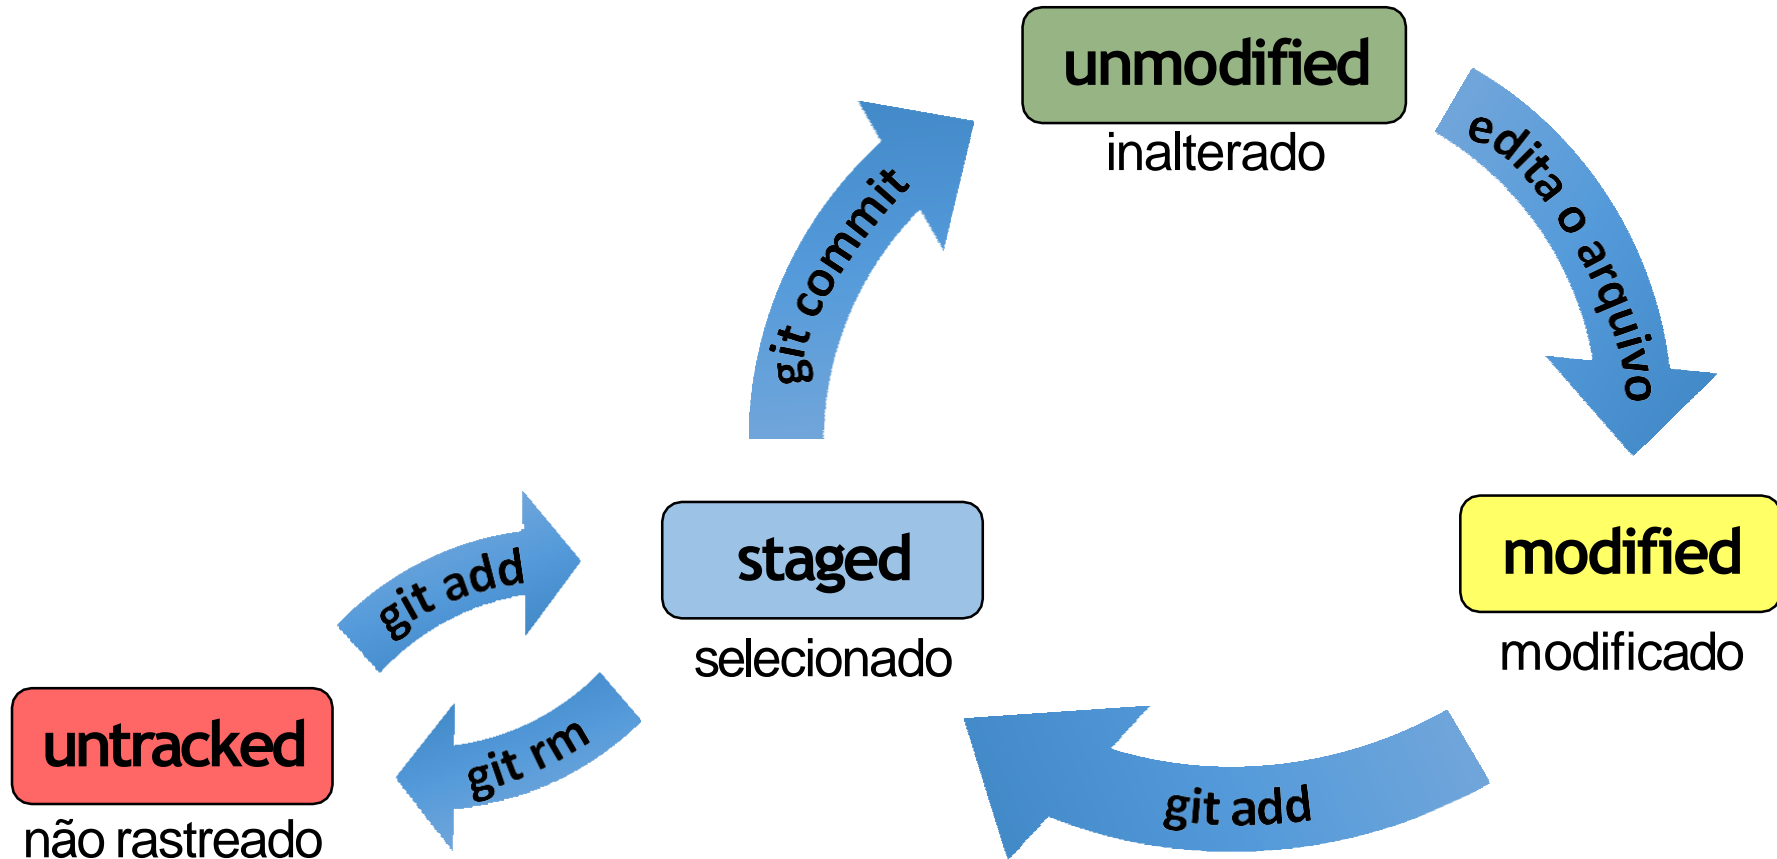 unmodified
inalterado
git commit
edita o arquivo
staged
selecionado
modified
modificado
git add
git rm
untracked
não rastreado
git add